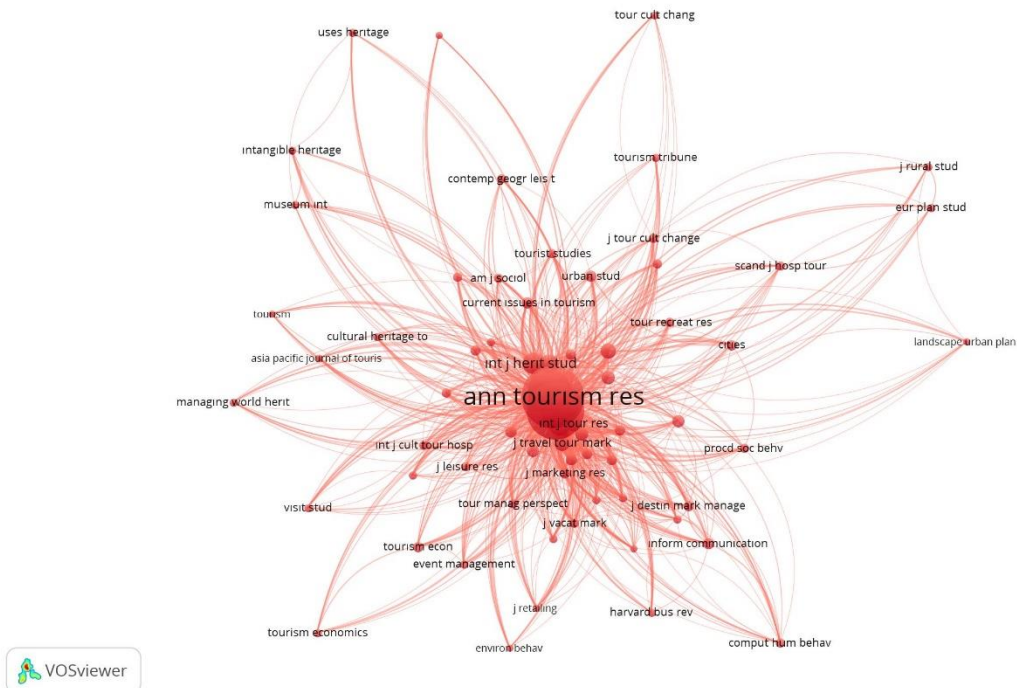 tour cult chang
uses heritage
intangible heritage
tourism tribune
contemp geogr leis t
j rural stud
museum int
eur plan stud
j tour cult change
tourist studies
scand j hosp tour
am j sociol
urban stud
current issues in tourism
tourism
tour recreat res
cultural heritage to
landscape urban plan
cities
asia pacific journal of touris
int j herit stud
ann tourism res
managing world herit
int j tour res
int j cult tour hosp
j travel tour mark
procd soc behv
j leisure res
j marketing res
tour manag perspect
j destin mark manage
visit stud
j vacat mark
tourism econ
inform communication
event management
j retailing
harvard bus rev
tourism economics
environ behav
comput hum behav
VOSviewer